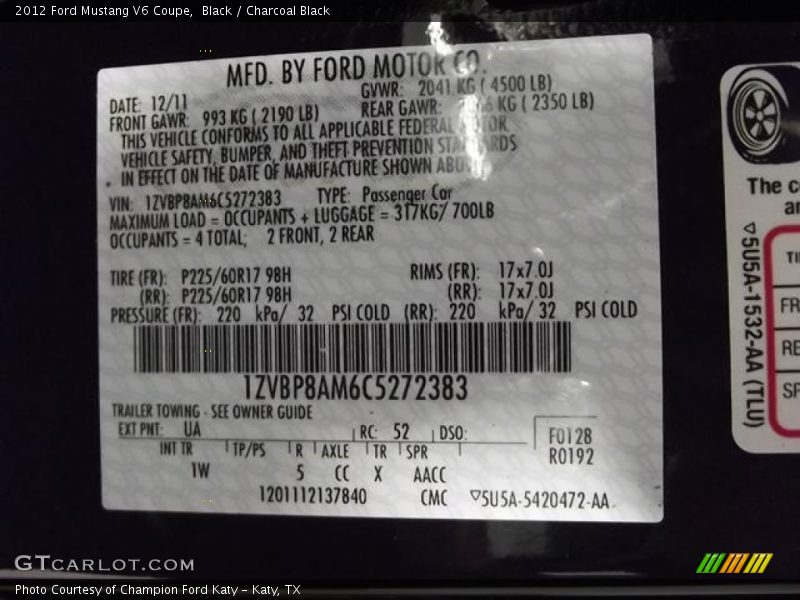 2012 Ford Mustang V6 Coupe, Black / Charcoal Black
MFD. BY FORD MOTOR CO.
DATE: 12/11 GVWR: 2041 KG ( 4500 LB)
FRONT GAWR: 993 KG ( 2190 LB) REAR GAWR: 6 KG ( 2350 LB)
THIS VEHICLE CONFORMS TO ALL APPLICABLE FEDERAL MOTOR
VEHICLE SAFETY, BUMPER, AND THEFT PREVENTION STANDARDS
IN EFFECT ON THE DATE OF MANUFACTURE SHOWN ABOVE
VIN: 1ZVBP8AM6C5272383 TYPE: Passenger Car
MAXIMUM LOAD = OCCUPANTS + LUGGAGE = 317KG/ 700LB
OCCUPANTS = 4 TOTAL; 2 FRONT, 2 REAR
TIRE (FR): P225/60R17 98H RIMS (FR): 17x7.0J
(RR): P225/60R17 98H (RR): 17x7.0J
PRESSURE (FR): 220 kPa/ 32 PSI COLD (RR): 220 kPa/ 32 PSI COLD
1ZVBP8AM6C5272383
TRAILER TOWING - SEE OWNER GUIDE
EXT PNT: UA RC: 52 DSO: F0128
INT TR TP/PS R AXLE TR SPR R0192
1W 5 CC X AACC
1201112137840 CMC ▽5U5A-5420472-AA
The c
▽5U5A-1532-AA (TLU)
FR
RE
SP
GTCARLOT.COM
Photo Courtesy of Champion Ford Katy – Katy, TX